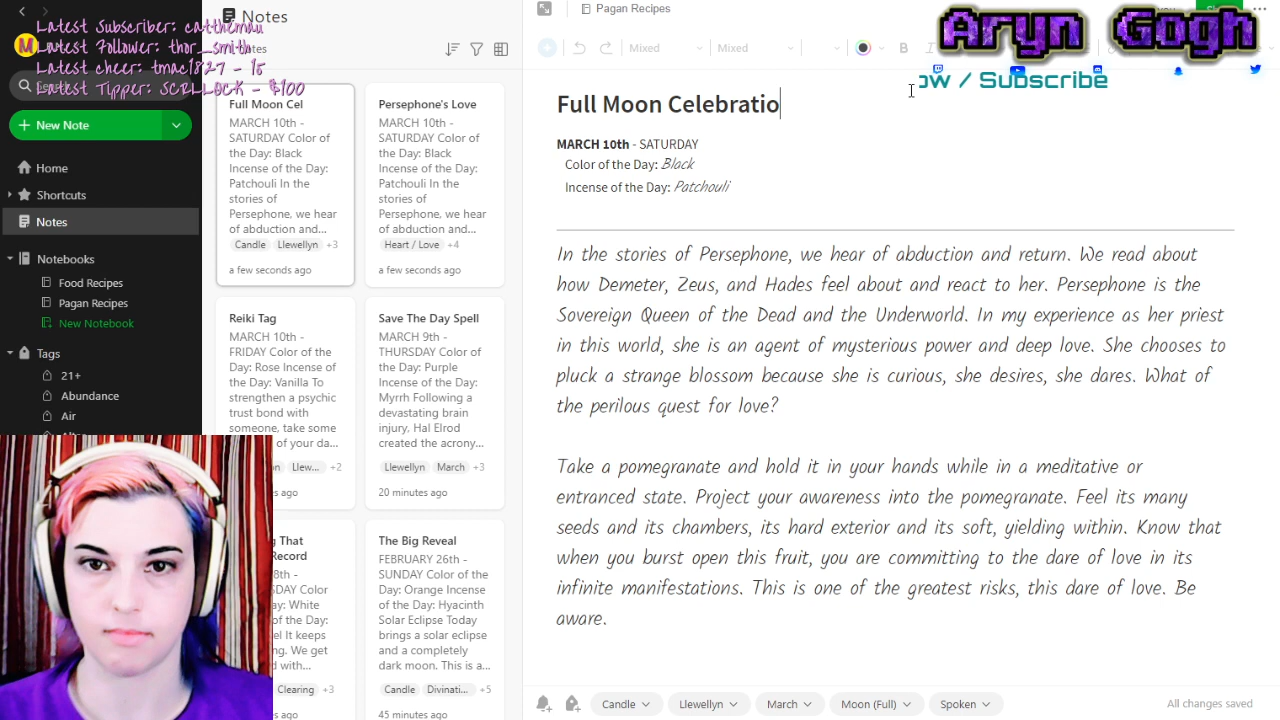 Latest Subscriber: catthemau
Latest Follower: thor_smith
Latest cheer: tmac1827 - 15
Latest Tipper: SCRLLOCK - $100
M
New Note
Home
Shortcuts
Notes
Notebooks
Food Recipes
Pagan Recipes
New Notebook
Tags
21+
Abundance
Air
Notes
Full Moon Cel
MARCH 10th -
SATURDAY Color of
the Day: Black
Incense of the Day:
Patchouli In the
stories of
Persephone, we hear
of abduction and...
Candle Llewellyn +3
a few seconds ago
Persephone's Love
MARCH 10th -
SATURDAY Color of
the Day: Black
Incense of the Day:
Patchouli In the
stories of
Persephone, we hear
of abduction and...
Heart / Love +4
a few seconds ago
Reiki Tag
MARCH 10th -
FRIDAY Color of the
Day: Rose Incense of
the Day: Vanilla To
strengthen a psychic
trust bond with
someone, take some
of your da...
Llew... +2
Save The Day Spell
MARCH 9th -
THURSDAY Color of
the Day: Purple
Incense of the Day:
Myrrh Following a
devastating brain
injury, Hal Elrod
created the acrony...
Llewellyn March +3
20 minutes ago
That
Record
White
of the Day:
It keeps
We get
with...
Clearing +3
The Big Reveal
FEBRUARY 26th -
SUNDAY Color of the
Day: Orange Incense
of the Day: Hyacinth
Solar Eclipse Today
brings a solar eclipse
and a completely
dark moon. This is a...
Candle Divinati... +5
45 minutes ago
Pagan Recipes
Mixed Mixed B
Aryn Gogh
ow / Subscribe
Full Moon Celebratio
MARCH 10th - SATURDAY
Color of the Day: Black
Incense of the Day: Patchouli
In the stories of Persephone, we hear of abduction and return. We read about
how Demeter, Zeus, and Hades feel about and react to her. Persephone is the
Sovereign Queen of the Dead and the Underworld. In my experience as her priest
in this world, she is an agent of mysterious power and deep love. She chooses to
pluck a strange blossom because she is curious, she desires, she dares. What of
the perilous quest for love?
Take a pomegranate and hold it in your hands while in a meditative or
entranced state. Project your awareness into the pomegranate. Feel its many
seeds and its chambers, its hard exterior and its soft, yielding within. Know that
when you burst open this fruit, you are committing to the dare of love in its
infinite manifestations. This is one of the greatest risks, this dare of love. Be
aware.
Candle Llewellyn March Moon (Full) Spoken
All changes saved